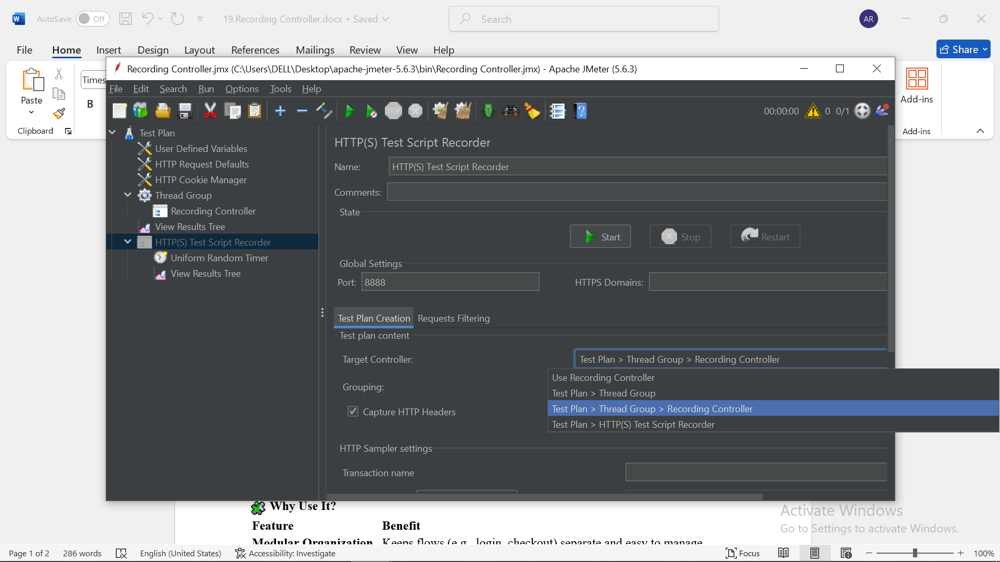 AutoSave Off 19.Recording Controller.docx • Saved Search AR
File Home Insert Design Layout References Mailings Review View Help Share
Paste
Clipboard
Times
B
Add-ins
Add-ins
Recording Controller.jmx (C:\Users\DELL\Desktop\apache-jmeter-5.6.3\bin\Recording Controller.jmx) - Apache JMeter (5.6.3)
File Edit Search Run Options Tools Help
STOP 00:00:00 0 0/1
Test Plan
User Defined Variables
HTTP Request Defaults
HTTP Cookie Manager
Thread Group
Recording Controller
View Results Tree
HTTP(S) Test Script Recorder
Uniform Random Timer
View Results Tree
HTTP(S) Test Script Recorder
Name: HTTP(S) Test Script Recorder
Comments:
State
Start Stop Restart
Global Settings
Port: 8888 HTTPS Domains:
Test Plan Creation Requests Filtering
Test plan content
Target Controller: Test Plan > Thread Group > Recording Controller
Use Recording Controller
Grouping:
Test Plan > Thread Group
Test Plan > Thread Group > Recording Controller
Capture HTTP Headers
Test Plan > HTTP(S) Test Script Recorder
HTTP Sampler settings
Transaction name
Why Use It?
Feature Benefit
Modular Organization Keeps flows (e.g., login, checkout) separate and easy to manage
Activate Windows
Go to Settings to activate Windows.
Page 1 of 2 286 words English (United States) Accessibility: Investigate Focus 100%